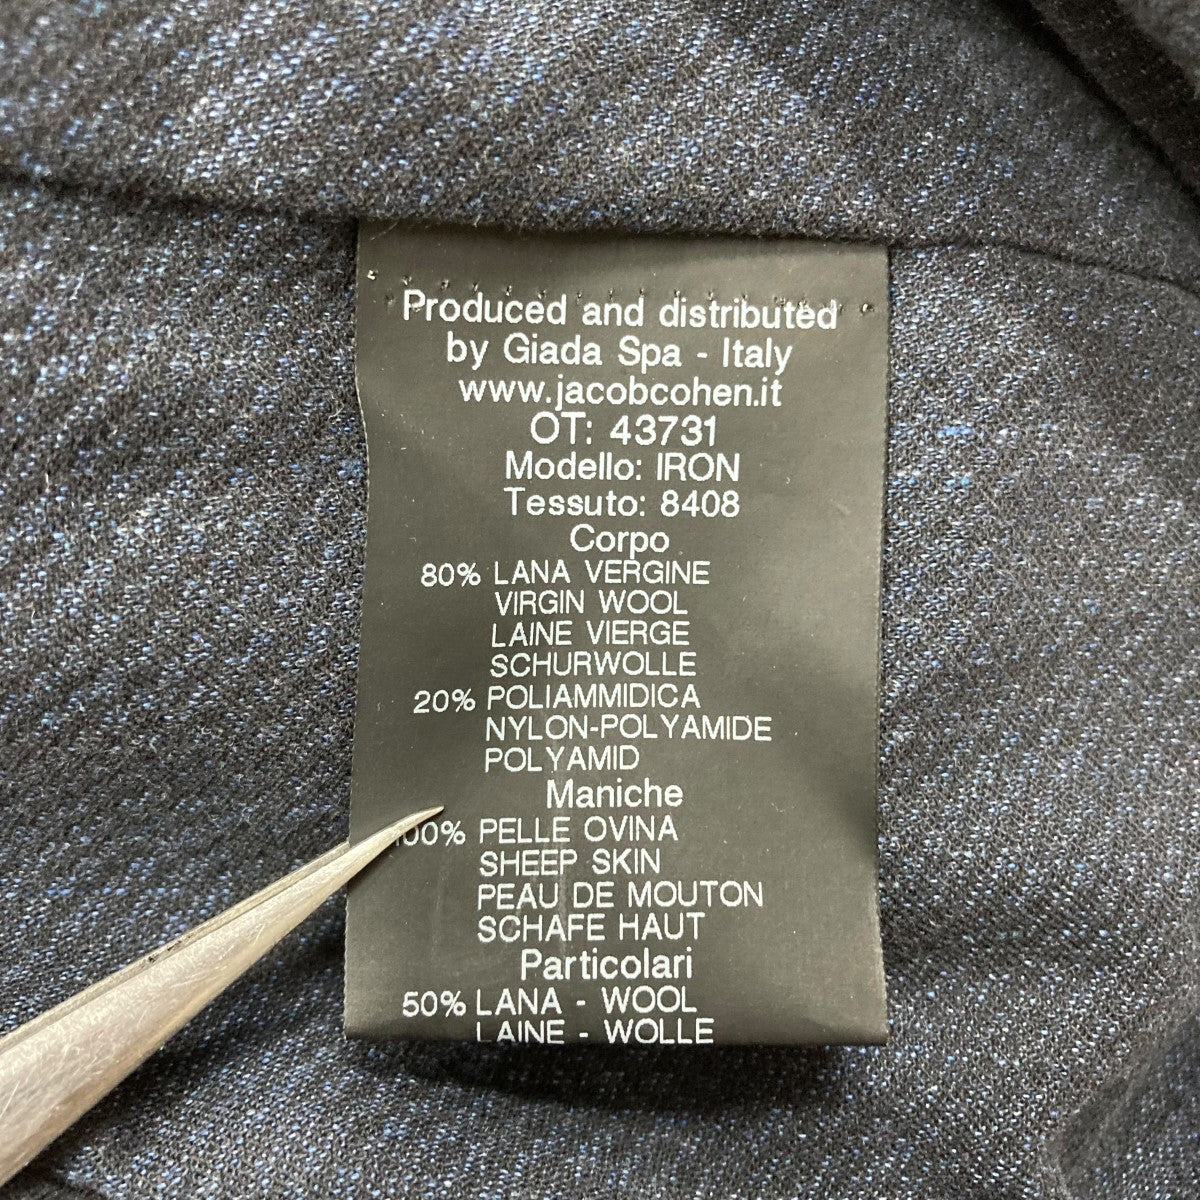 Produced and distributed
by Giada Spa - Italy
www.jacobcohen.it
OT: 43731
Modello: IRON
Tessuto: 8408
Corpo
80% LANA VERGINE
VIRGIN WOOL
LAINE VIERGE
SCHURWOLLE
20% POLIAMMIDICA
NYLON-POLYAMIDE
POLYAMID
Maniche
100% PELLE OVINA
SHEEP SKIN
PEAU DE MOUTON
SCHAFE HAUT
Particolari
50% LANA - WOOL
LAINE - WOLLE